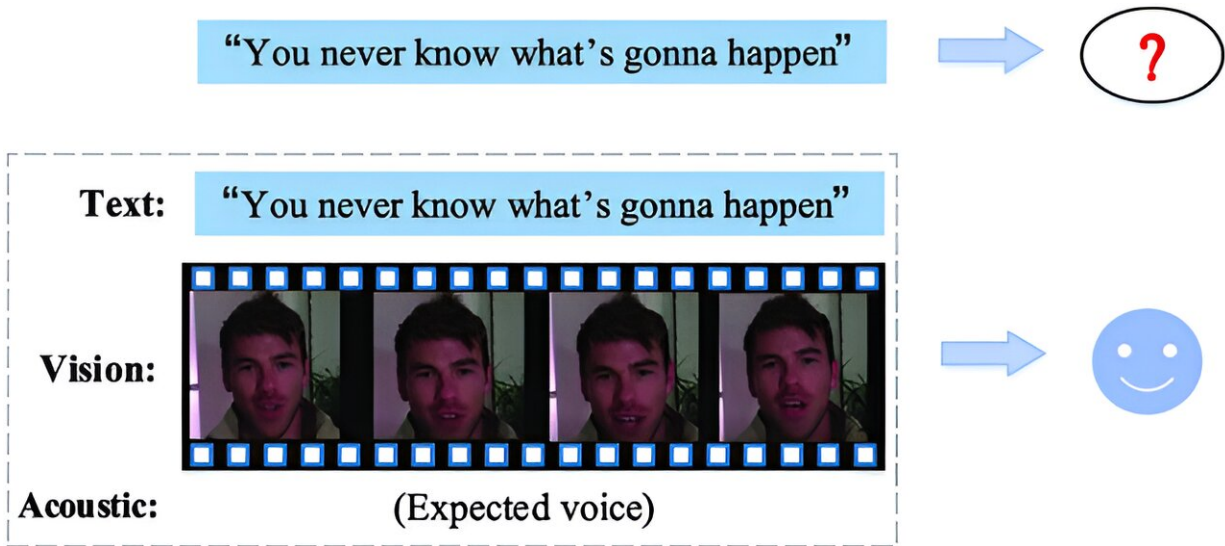 “You never know what’s gonna happen”
?
Text: “You never know what’s gonna happen”
Vision:
Acoustic: (Expected voice)